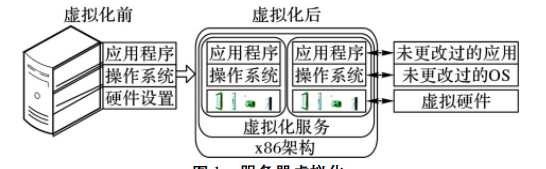 虚拟化前
虚拟化后
应用程序
操作系统
硬件设置
应用程序
操作系统
应用程序
操作系统
虚拟化服务
x86架构
未更改过的应用
未更改过的OS
虚拟硬件